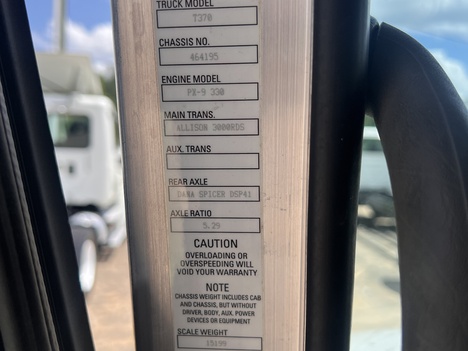 TRUCK MODEL
T370
CHASSIS NO.
464195
ENGINE MODEL
PX-9 330
MAIN TRANS.
ALLISON 3000RDS
AUX. TRANS
REAR AXLE
DANA SPICER DSP41
AXLE RATIO
5.29
CAUTION
OVERLOADING OR
OVERSPEEDING WILL
VOID YOUR WARRANTY
NOTE
CHASSIS WEIGHT INCLUDES CAB
AND CHASSIS, BUT WITHOUT
DRIVER, BODY, AUX. POWER
DEVICES OR EQUIPMENT
SCALE WEIGHT
15199